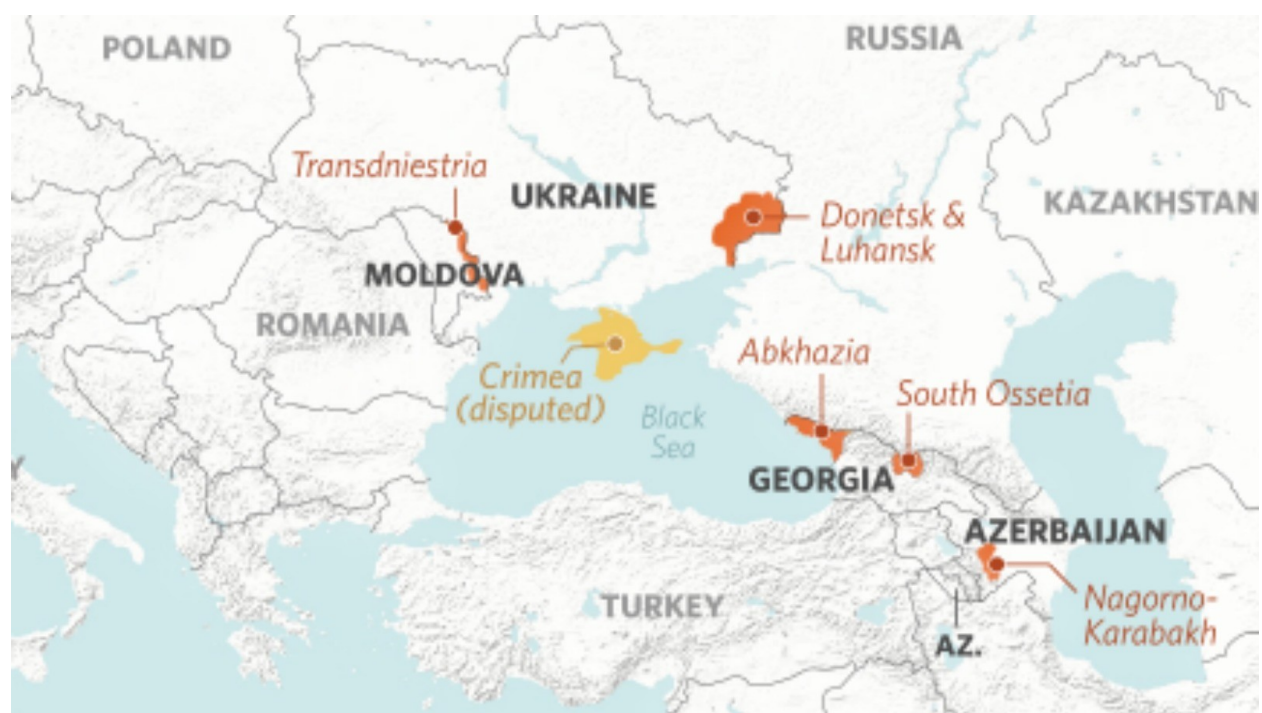 POLAND
RUSSIA
Transdniestria
UKRAINE
KAZAKHSTAN
Donetsk &
Luhansk
MOLDOVA
ROMANIA
Abkhazia
Crimea
(disputed)
South Ossetia
Black
Sea
GEORGIA
AZERBAIJAN
TURKEY
Nagorno-
Karabakh
AZ.